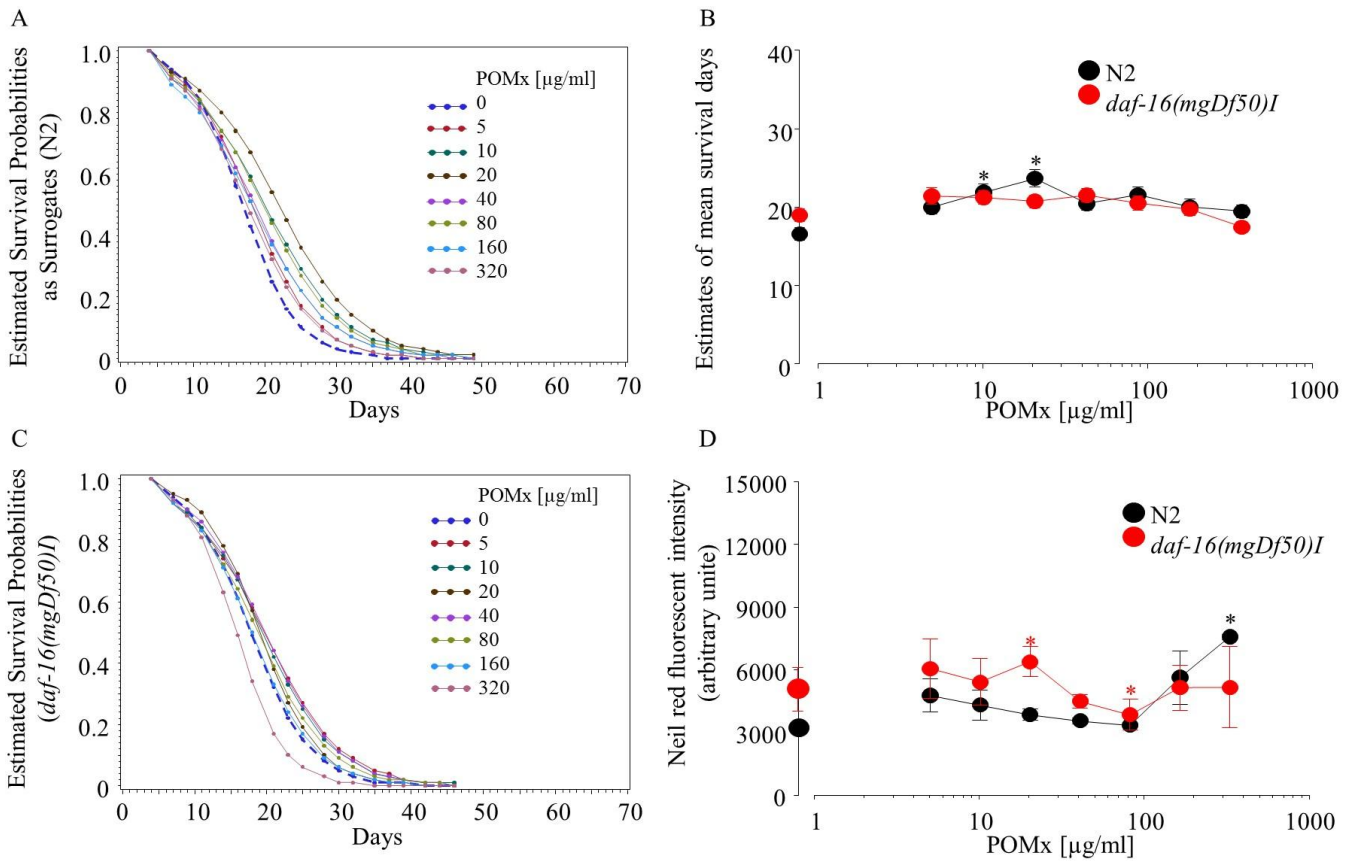 A
Estimated Survival Probabilities
as Surrogates (N2)
1.0
0.8
0.6
0.4
0.2
0
0 10 20 30 40 50 60 70
Days
POMx [µg/ml]
0
5
10
20
40
80
160
320
B
Estimates of mean survival days
40
30
20
10
0
1 10 100 1000
POMx [µg/ml]
N2
daf-16(mgDf50)I
* *
C
Estimated Survival Probabilities
(daf-16(mgDf50)I)
1.0
0.8
0.6
0.4
0.2
0
0 10 20 30 40 50 60 70
Days
POMx [µg/ml]
0
5
10
20
40
80
160
320
D
Neil red fluorescent intensity
(arbitrary unite)
15000
12000
9000
6000
3000
0
1 10 100 1000
POMx [µg/ml]
N2
daf-16(mgDf50)I
* * *